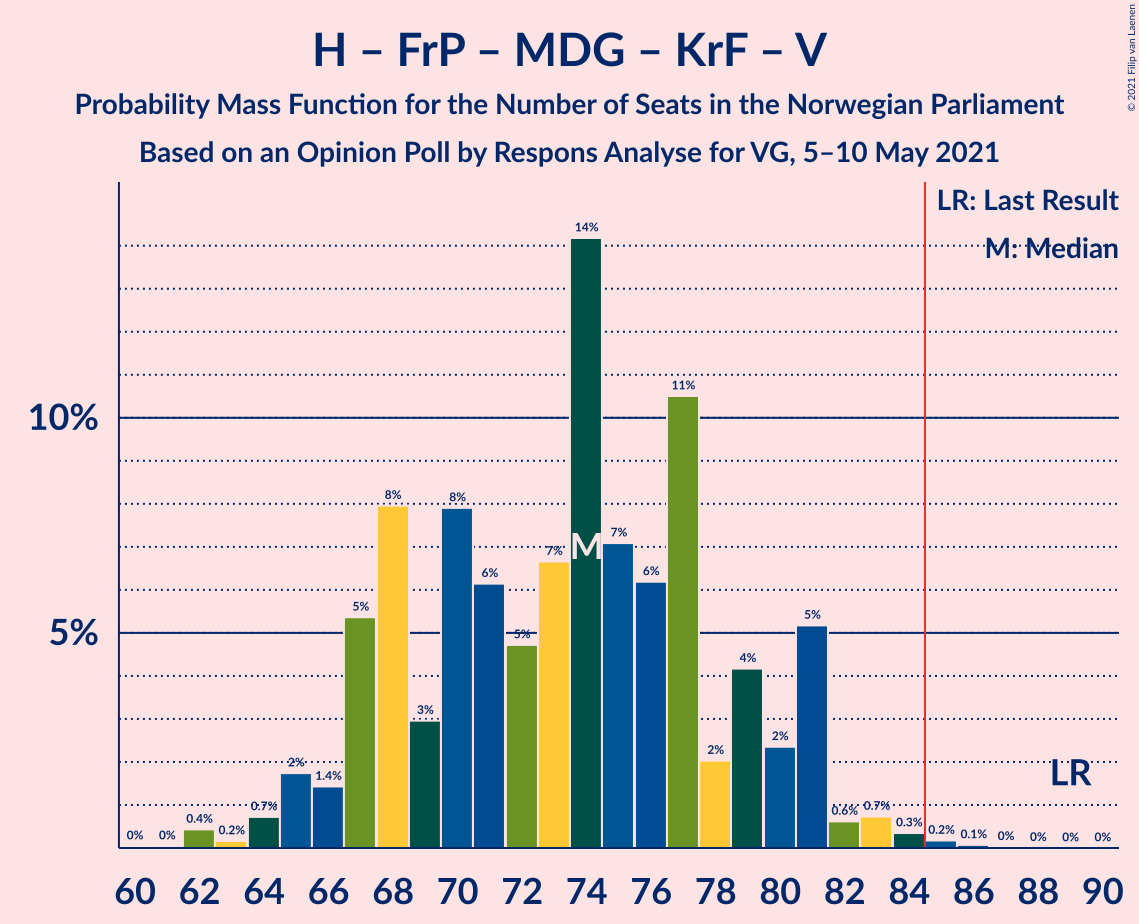 © 2021 Filip van Laenen
H – FrP – MDG – KrF – V
Probability Mass Function for the Number of Seats in the Norwegian Parliament
Based on an Opinion Poll by Respons Analyse for VG, 5–10 May 2021
LR: Last Result
M: Median
10%
5%
0% 0% 0.4% 0.2% 0.7% 2% 1.4% 5% 8% 3% 8% 6% 5% 7% 14% 7% 6% 11% 2% 4% 2% 5% 0.6% 0.7% 0.3% 0.2% 0.1% 0% 0% 0% 0%
M
LR
60 62 64 66 68 70 72 74 76 78 80 82 84 86 88 90